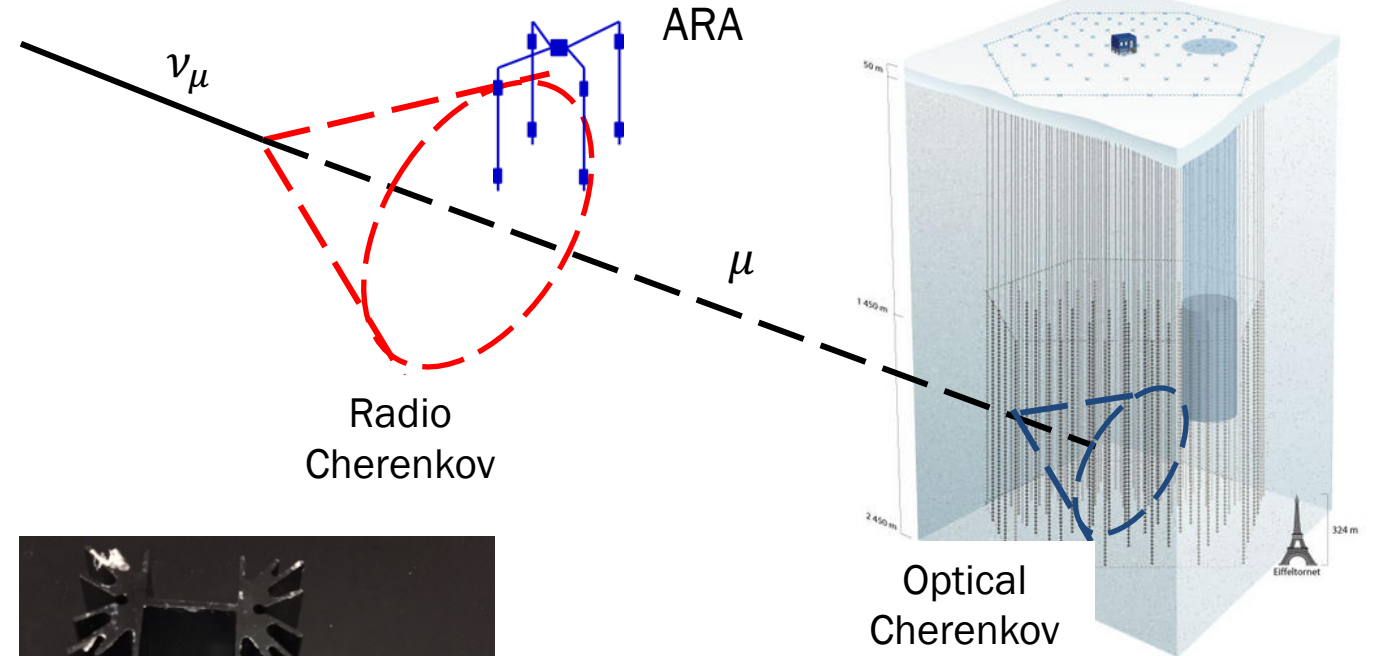 ARA
ν_μ
50 m
μ
1 450 m
Radio
Cherenkov
2 450 m
324 m
Eiffeltornet
Optical
Cherenkov